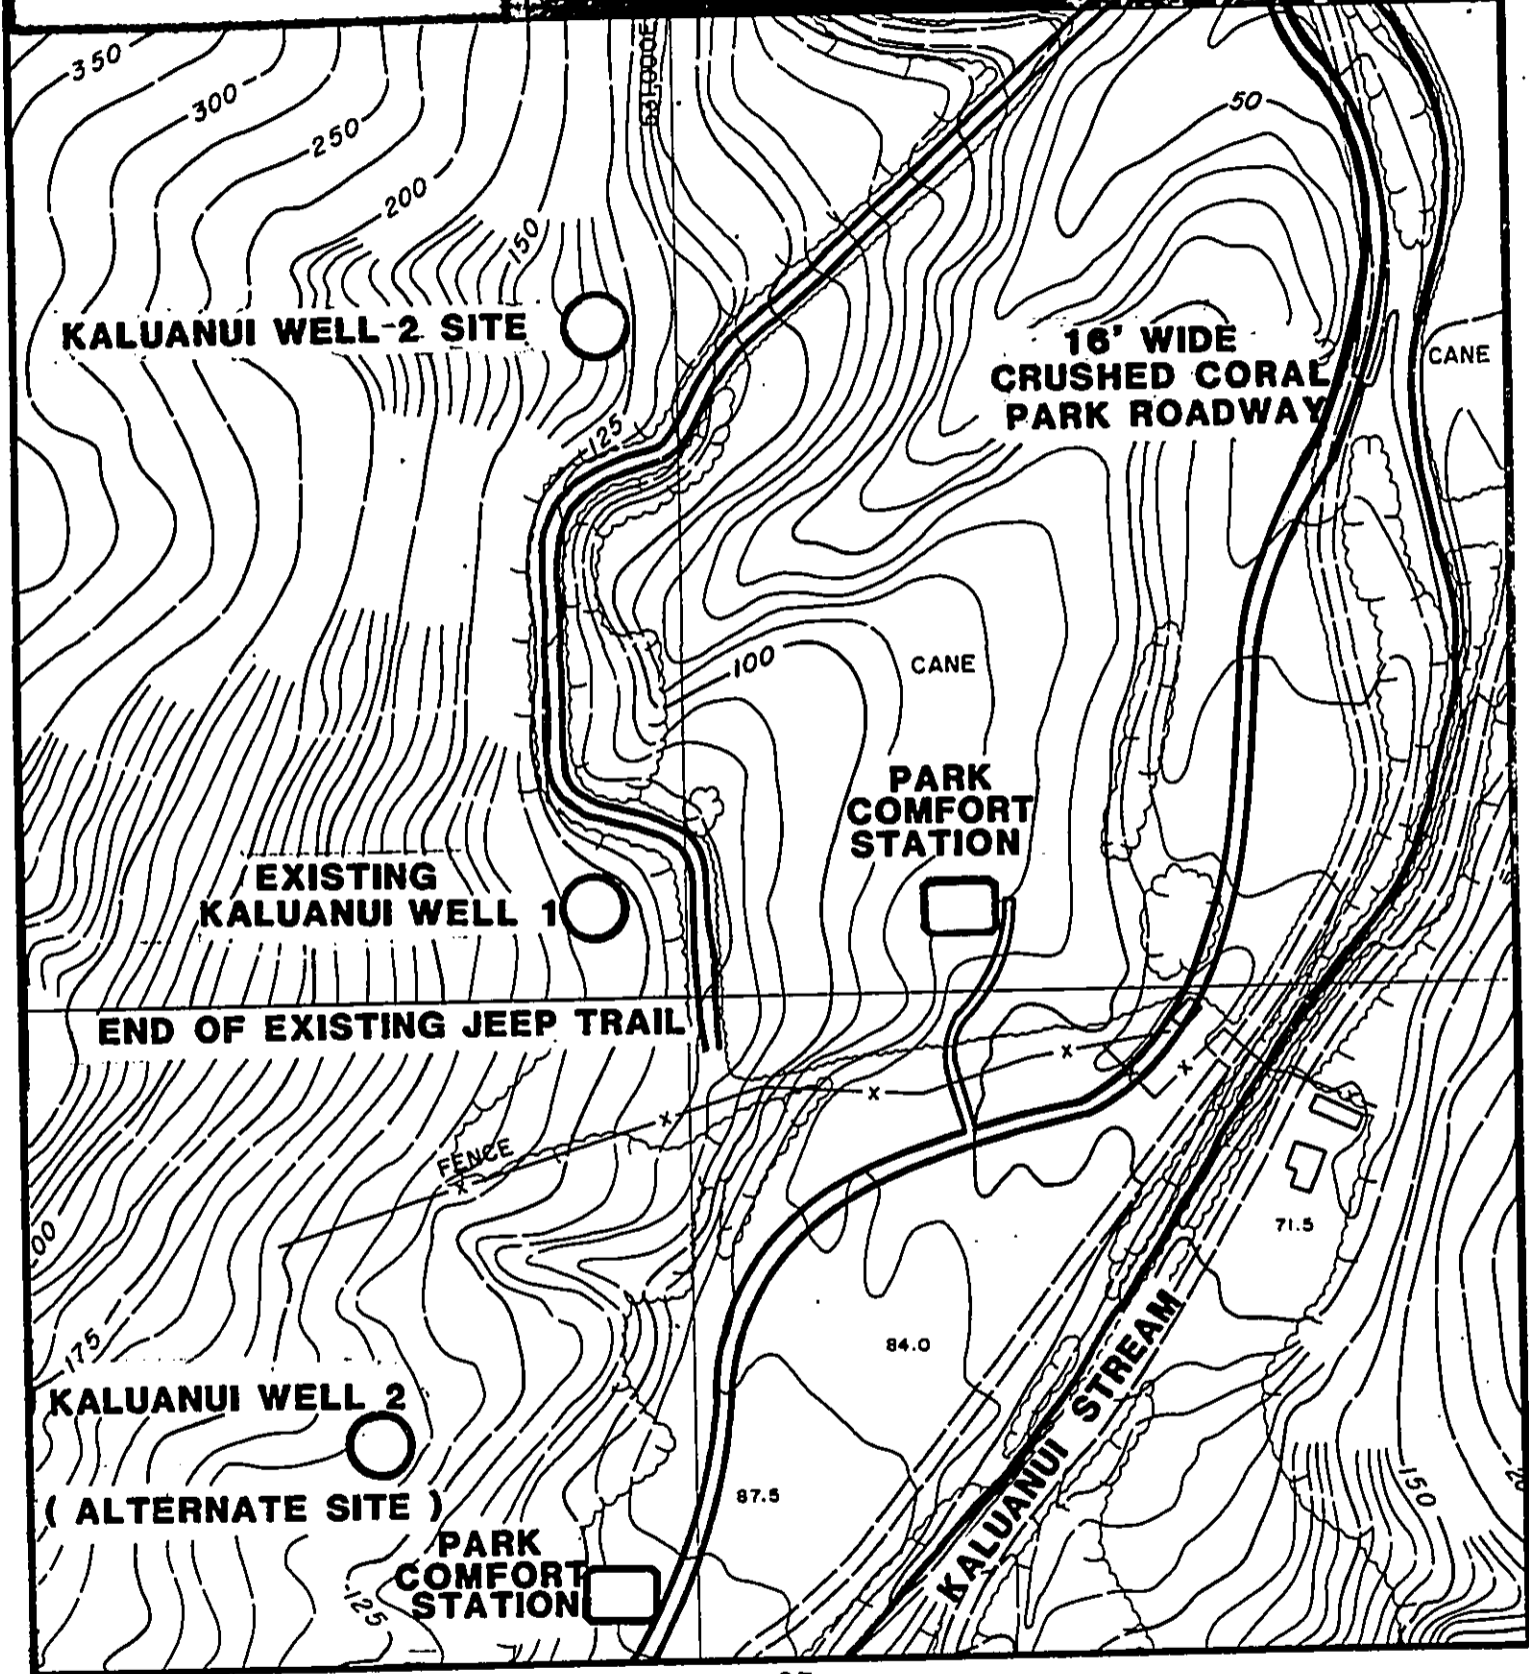 350
300
250
200
150
531,000E
50
KALUANUI WELL-2 SITE
16' WIDE
CRUSHED CORAL
PARK ROADWAY
CANE
125
100
CANE
PARK
COMFORT
STATION
EXISTING
KALUANUI WELL 1
END OF EXISTING JEEP TRAIL
x
x
x
x
x
FENCE
71.5
175
84.0
KALUANUI WELL 2
( ALTERNATE SITE )
87.5
KALUANUI STREAM
150
PARK
COMFORT
STATION
125